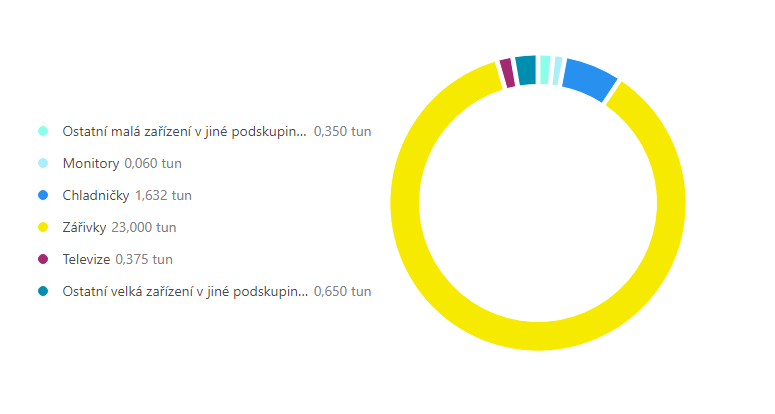 Ostatní malá zařízení v jiné podskupin... 0,350 tun
Monitory 0,060 tun
Chladničky 1,632 tun
Zářivky 23,000 tun
Televize 0,375 tun
Ostatní velká zařízení v jiné podskupin... 0,650 tun